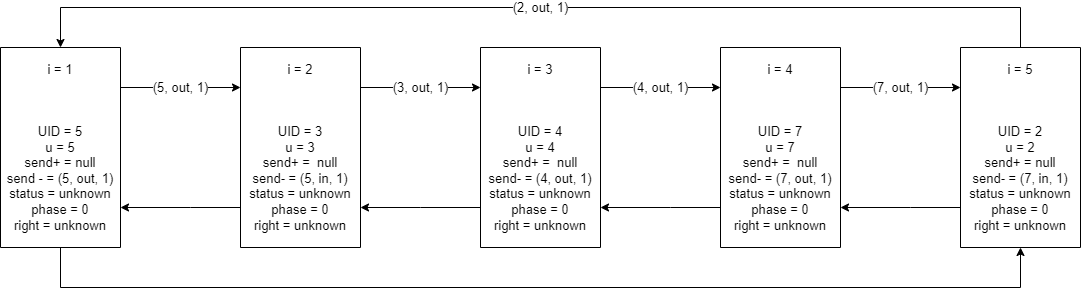 (2, out, 1)
i = 1
i = 2
i = 3
i = 4
i = 5
(5, out, 1)
(3, out, 1)
(4, out, 1)
(7, out, 1)
UID = 5
u = 5
send+ = null
send - = (5, out, 1)
status = unknown
phase = 0
right = unknown
UID = 3
u = 3
send+ = null
send- = (5, in, 1)
status = unknown
phase = 0
right = unknown
UID = 4
u = 4
send+ = null
send- = (4, out, 1)
status = unknown
phase = 0
right = unknown
UID = 7
u = 7
send+ = null
send- = (7, out, 1)
status = unknown
phase = 0
right = unknown
UID = 2
u = 2
send+ = null
send- = (7, in, 1)
status = unknown
phase = 0
right = unknown